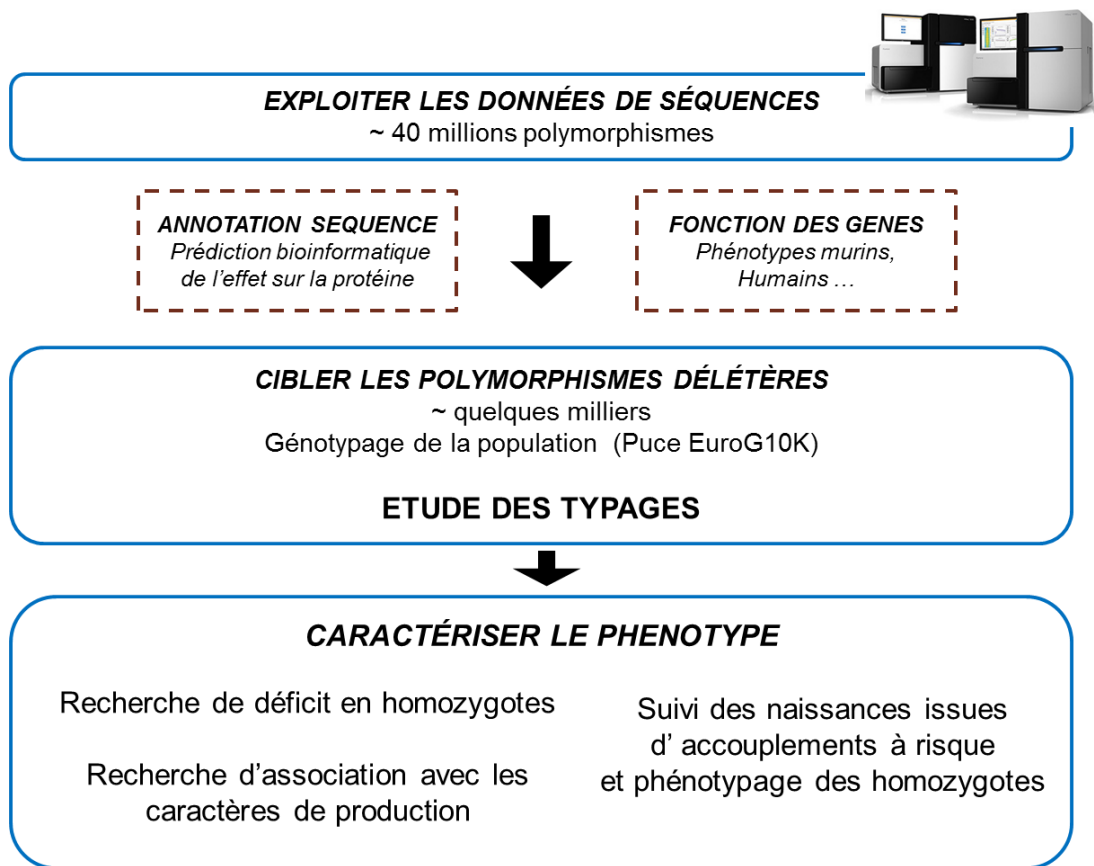 EXPLOITER LES DONNÉES DE SÉQUENCES
~ 40 millions polymorphismes
ANNOTATION SEQUENCE
Prédiction bioinformatique
de l'effet sur la protéine
FONCTION DES GENES
Phénotypes murins,
Humains ...
CIBLER LES POLYMORPHISMES DÉLÉTÈRES
~ quelques milliers
Génotypage de la population (Puce EuroG10K)
ETUDE DES TYPAGES
CARACTÉRISER LE PHENOTYPE
Recherche de déficit en homozygotes
Recherche d'association avec les
caractères de production
Suivi des naissances issues
d' accouplements à risque
et phénotypage des homozygotes